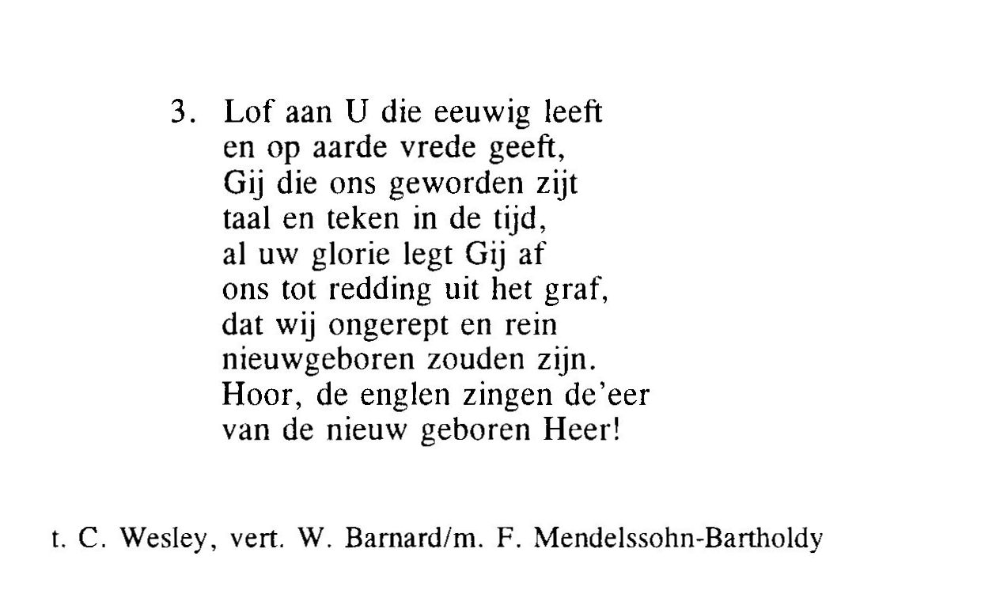 3. Lof aan U die eeuwig leeft
en op aarde vrede geeft,
Gij die ons geworden zijt
taal en teken in de tijd,
al uw glorie legt Gij af
ons tot redding uit het graf,
dat wij ongerept en rein
nieuwgeboren zouden zijn.
Hoor, de englen zingen de’eer
van de nieuw geboren Heer!
t. C. Wesley, vert. W. Barnard/m. F. Mendelssohn-Bartholdy